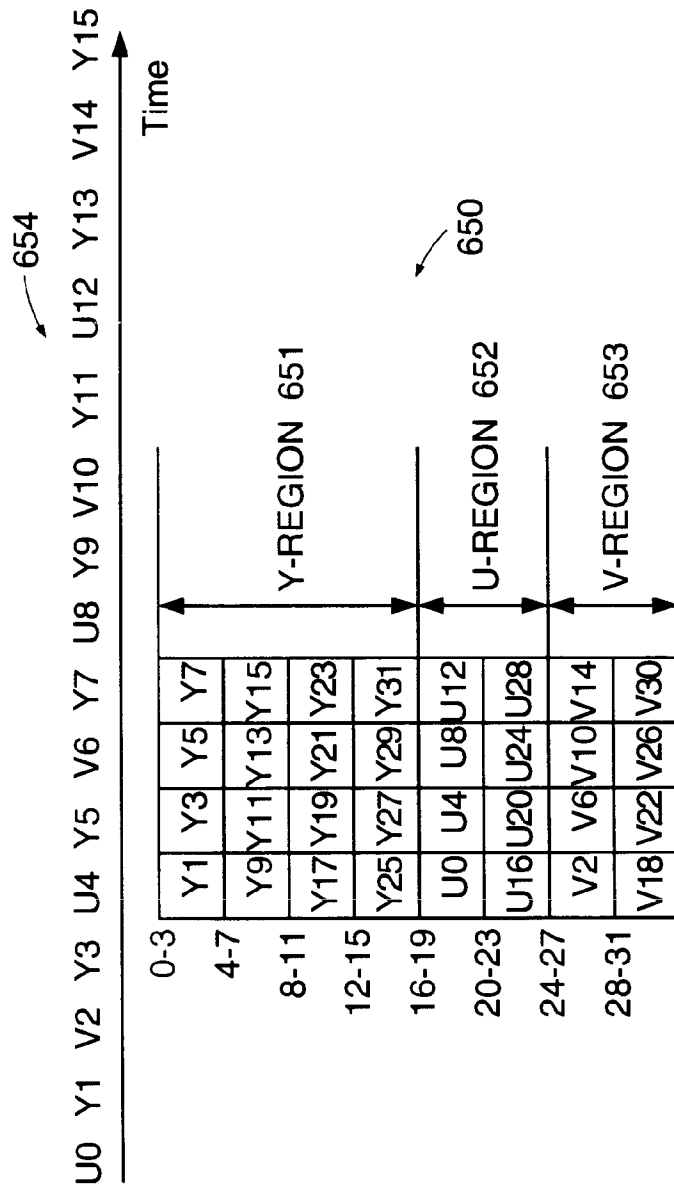 654
U0 Y1 V2 Y3 U4 Y5 V6 Y7 U8 Y9 V10 Y11 U12 Y13 V14 Y15
Time
0-3 Y1 Y3 Y5 Y7
4-7 Y9 Y11 Y13 Y15
8-11 Y17 Y19 Y21 Y23
12-15 Y25 Y27 Y29 Y31
16-19 U0 U4 U8 U12
20-23 U16 U20 U24 U28
24-27 V2 V6 V10 V14
28-31 V18 V22 V26 V30
Y-REGION 651
U-REGION 652
V-REGION 653
650